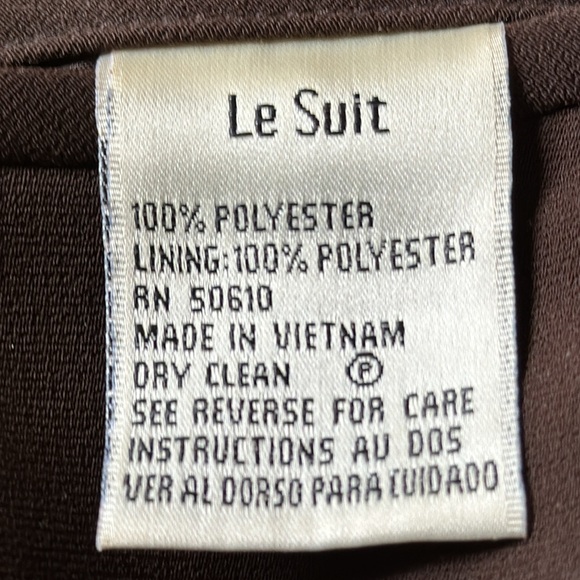 Le Suit
100% POLYESTER
LINING:100% POLYESTER
RN 50610
MADE IN VIETNAM
DRY CLEAN Ⓟ
SEE REVERSE FOR CARE
INSTRUCTIONS AU DOS
VER AL DORSO PARA CUIDADO